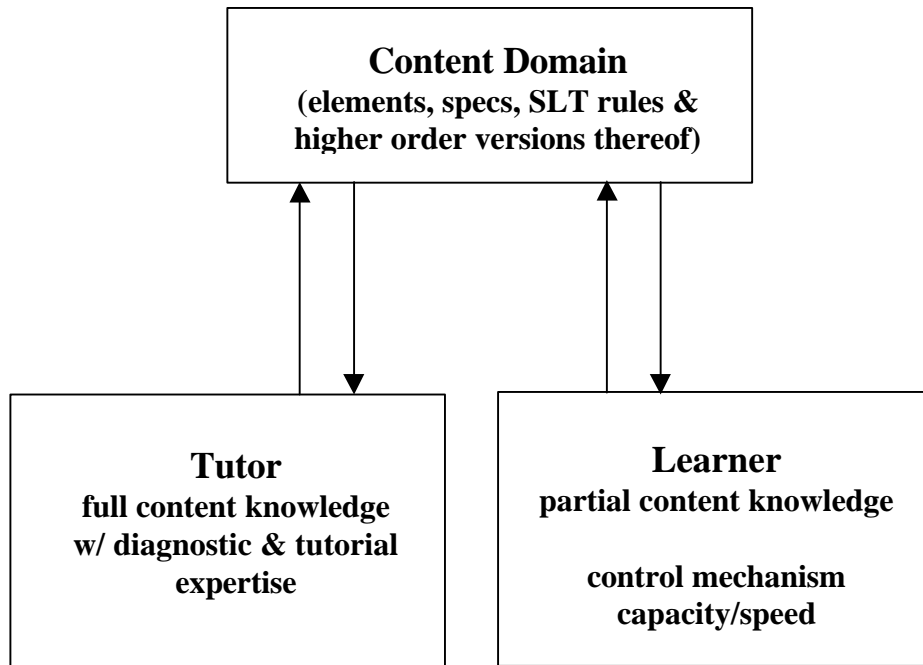 Content Domain
(elements, specs, SLT rules &
higher order versions thereof)
Tutor
full content knowledge
w/ diagnostic & tutorial
expertise
Learner
partial content knowledge
control mechanism
capacity/speed